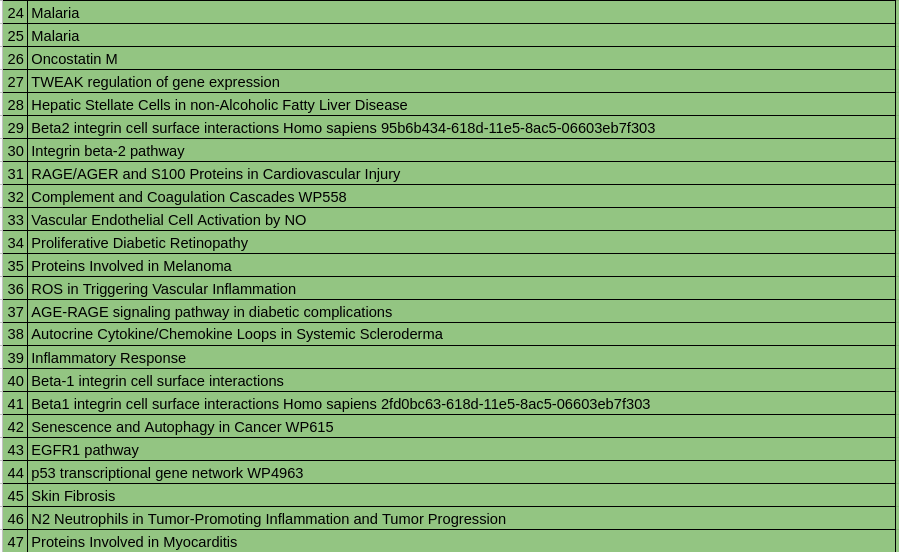 24 Malaria
25 Malaria
26 Oncostatin M
27 TWEAK regulation of gene expression
28 Hepatic Stellate Cells in non-Alcoholic Fatty Liver Disease
29 Beta2 integrin cell surface interactions Homo sapiens 95b6b434-618d-11e5-8ac5-06603eb7f303
30 Integrin beta-2 pathway
31 RAGE/AGER and S100 Proteins in Cardiovascular Injury
32 Complement and Coagulation Cascades WP558
33 Vascular Endothelial Cell Activation by NO
34 Proliferative Diabetic Retinopathy
35 Proteins Involved in Melanoma
36 ROS in Triggering Vascular Inflammation
37 AGE-RAGE signaling pathway in diabetic complications
38 Autocrine Cytokine/Chemokine Loops in Systemic Scleroderma
39 Inflammatory Response
40 Beta-1 integrin cell surface interactions
41 Beta1 integrin cell surface interactions Homo sapiens 2fd0bc63-618d-11e5-8ac5-06603eb7f303
42 Senescence and Autophagy in Cancer WP615
43 EGFR1 pathway
44 p53 transcriptional gene network WP4963
45 Skin Fibrosis
46 N2 Neutrophils in Tumor-Promoting Inflammation and Tumor Progression
47 Proteins Involved in Myocarditis